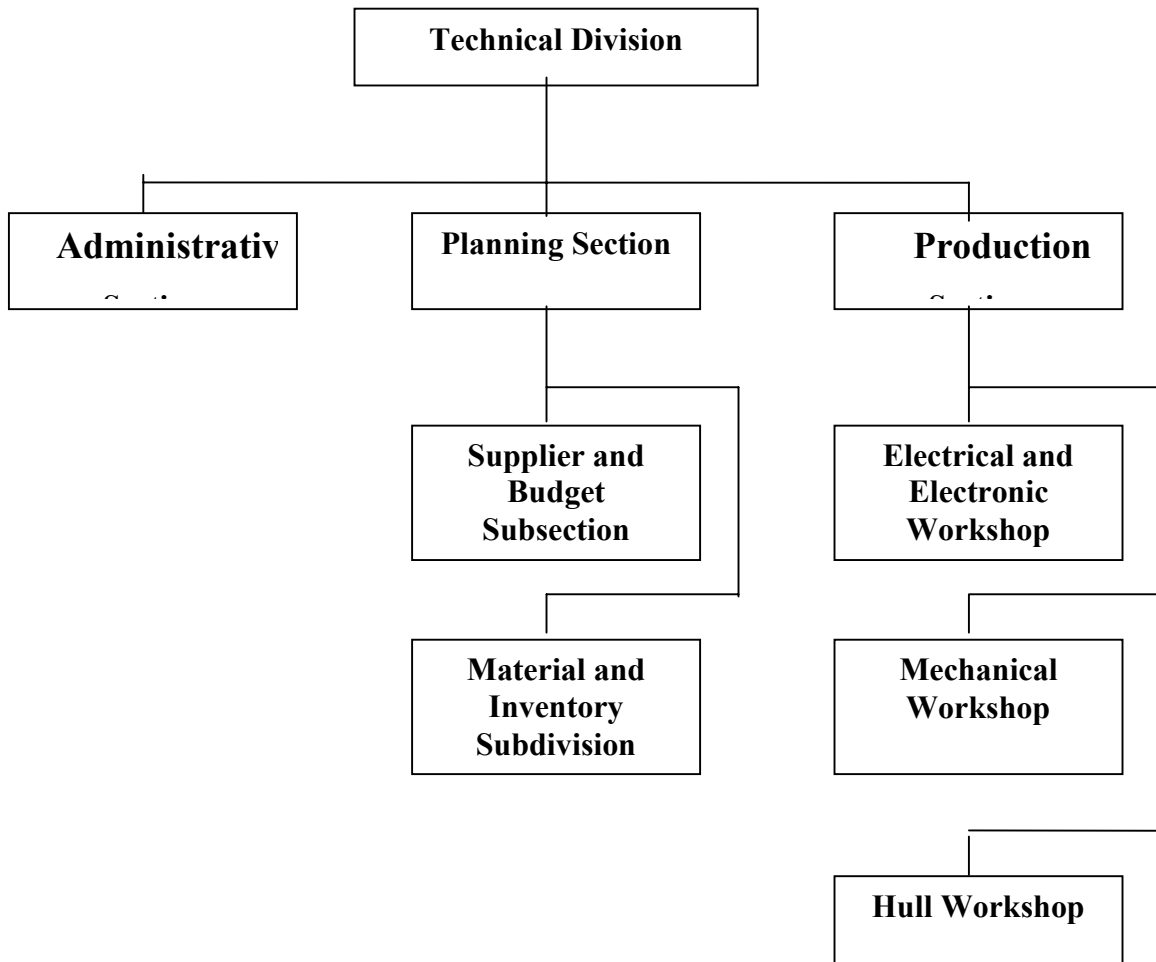 Technical Division
Administrativ
Planning Section
Production
Supplier and
Budget
Subsection
Electrical and
Electronic
Workshop
Material and
Inventory
Subdivision
Mechanical
Workshop
Hull Workshop